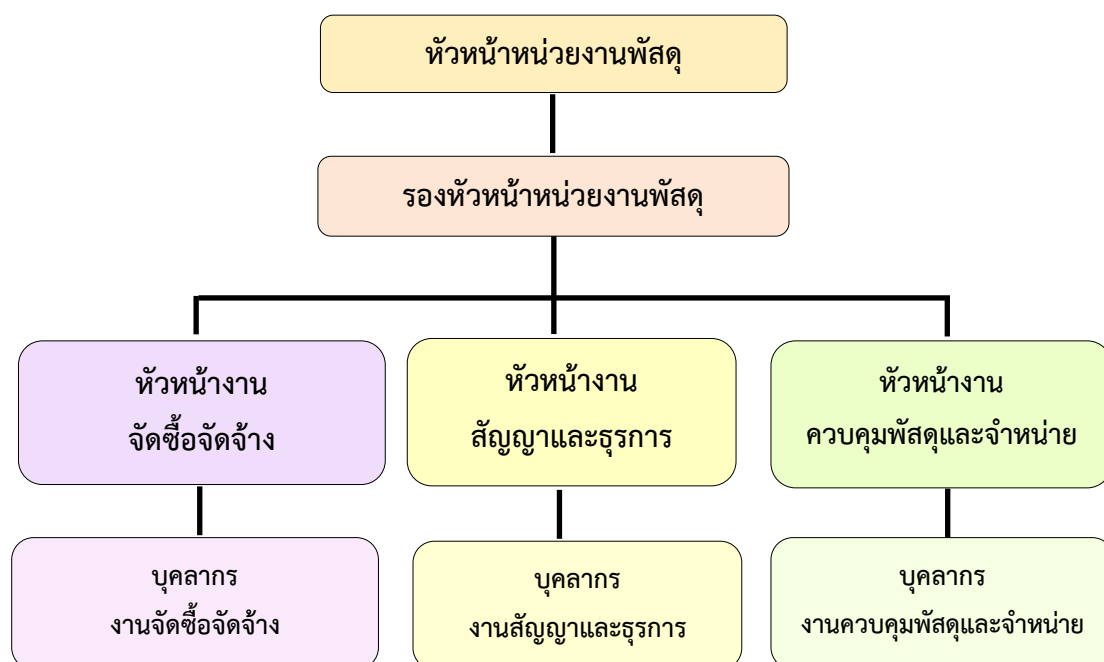 หัวหน้าหน่วยงานพัสดุ
รองหัวหน้าหน่วยงานพัสดุ
หัวหน้างาน
จัดซื้อจัดจ้าง
หัวหน้างาน
สัญญาและธุรการ
หัวหน้างาน
ควบคุมพัสดุและจำหน่าย
บุคลากร
งานจัดซื้อจัดจ้าง
บุคลากร
งานสัญญาและธุรการ
บุคลากร
งานควบคุมพัสดุและจำหน่าย